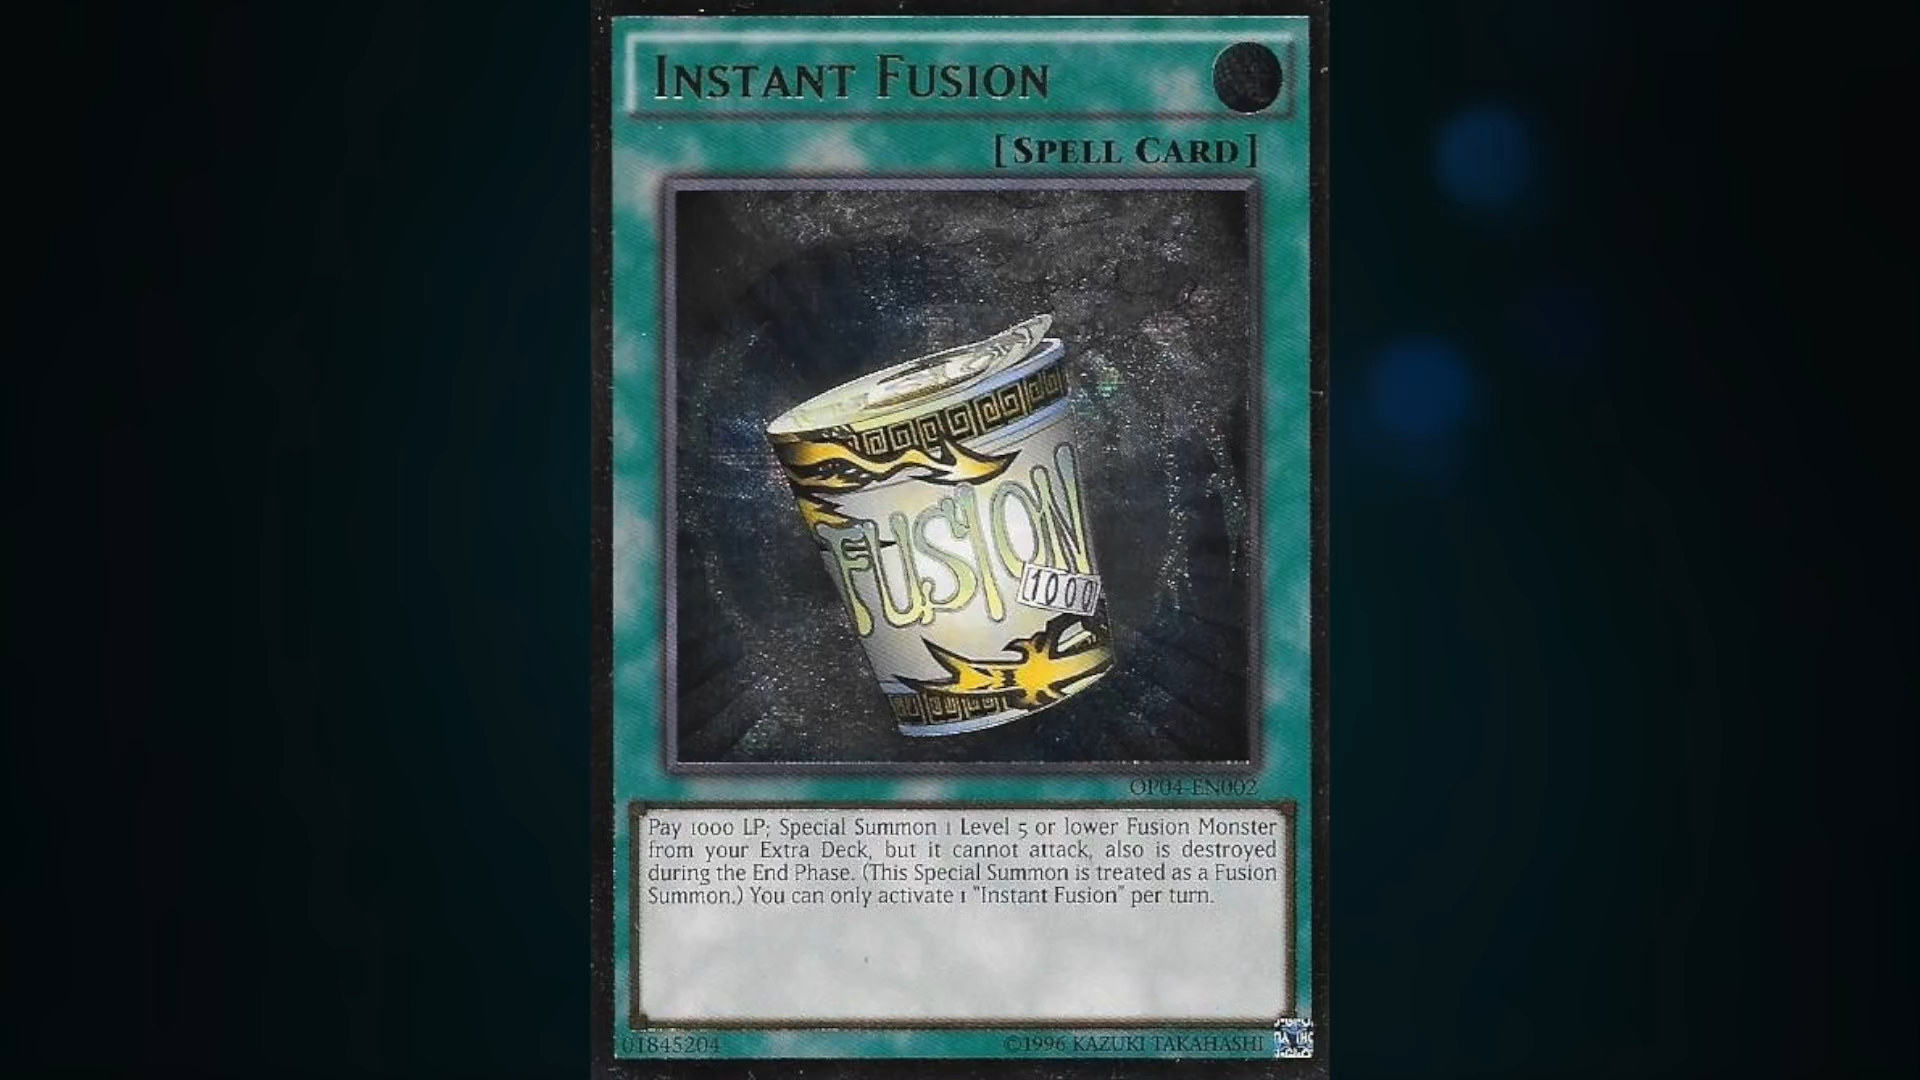 INSTANT FUSION
[SPELL CARD]
FUSION
1000
OP04-EN002
Pay 1000 LP; Special Summon 1 Level 5 or lower Fusion Monster
from your Extra Deck, but it cannot attack, also is destroyed
during the End Phase. (This Special Summon is treated as a Fusion
Summon.) You can only activate 1 "Instant Fusion" per turn.
01845204
©1996 KAZUKI TAKAHASHI